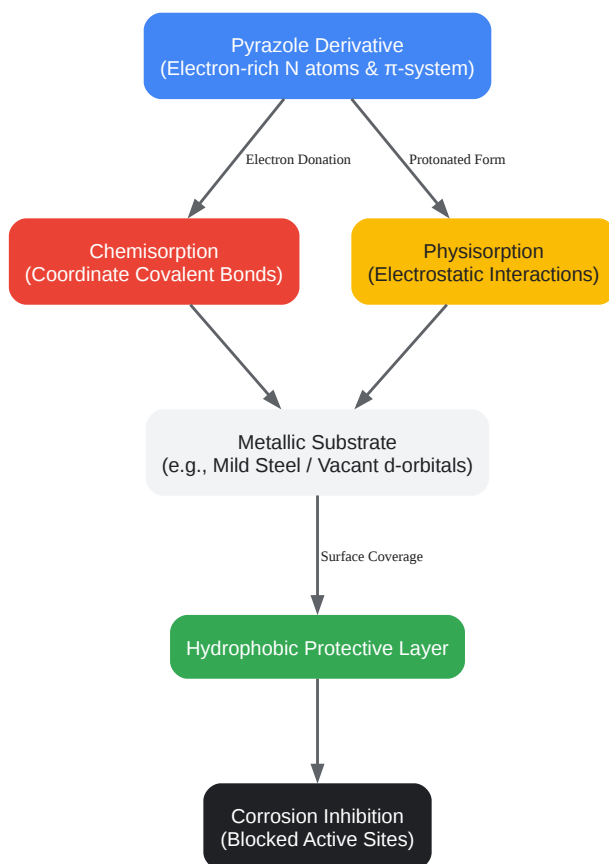 Pyrazole Derivative
(Electron-rich N atoms & π-system)
Electron Donation
Protonated Form
Chemisorption
(Coordinate Covalent Bonds)
Physisorption
(Electrostatic Interactions)
Metallic Substrate
(e.g., Mild Steel / Vacant d-orbitals)
Surface Coverage
Hydrophobic Protective Layer
Corrosion Inhibition
(Blocked Active Sites)